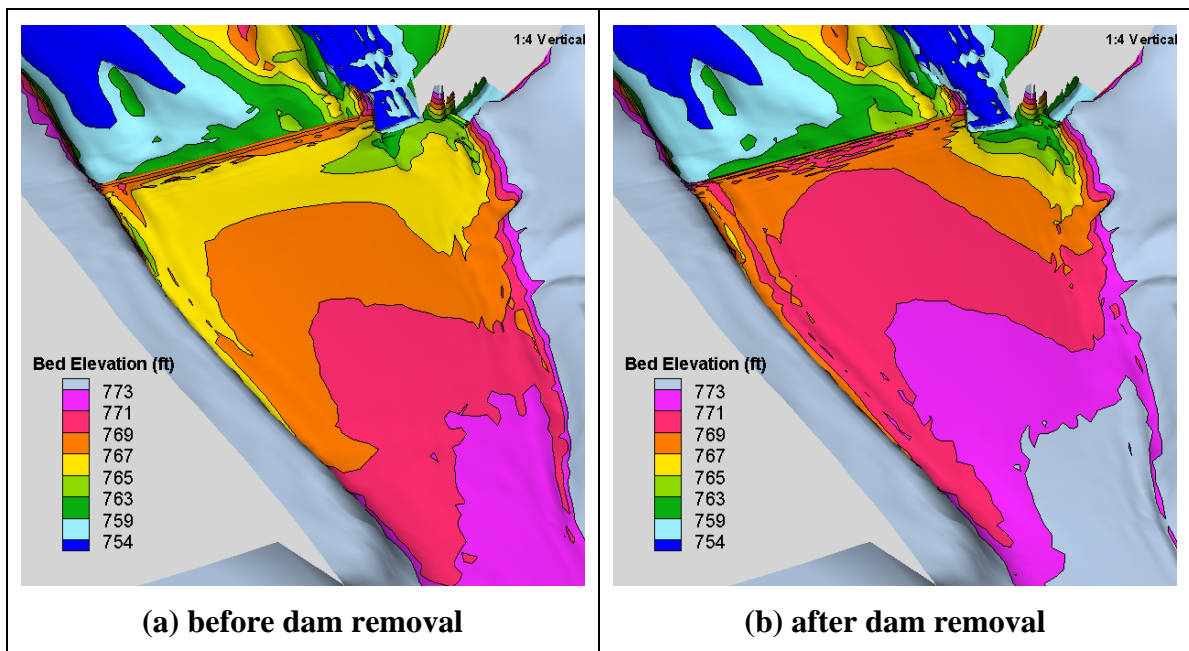 1:4 Vertical
Bed Elevation (ft)
773
771
769
767
765
763
759
754
(a) before dam removal
1:4 Vertical
Bed Elevation (ft)
773
771
769
767
765
763
759
754
(b) after dam removal